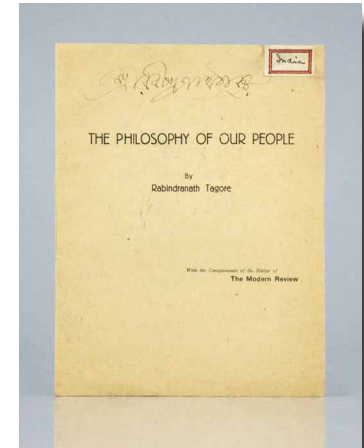 India
THE PHILOSOPHY OF OUR PEOPLE
By
Rabindranath Tagore
With the Compliments of the Editor of
The Modern Review